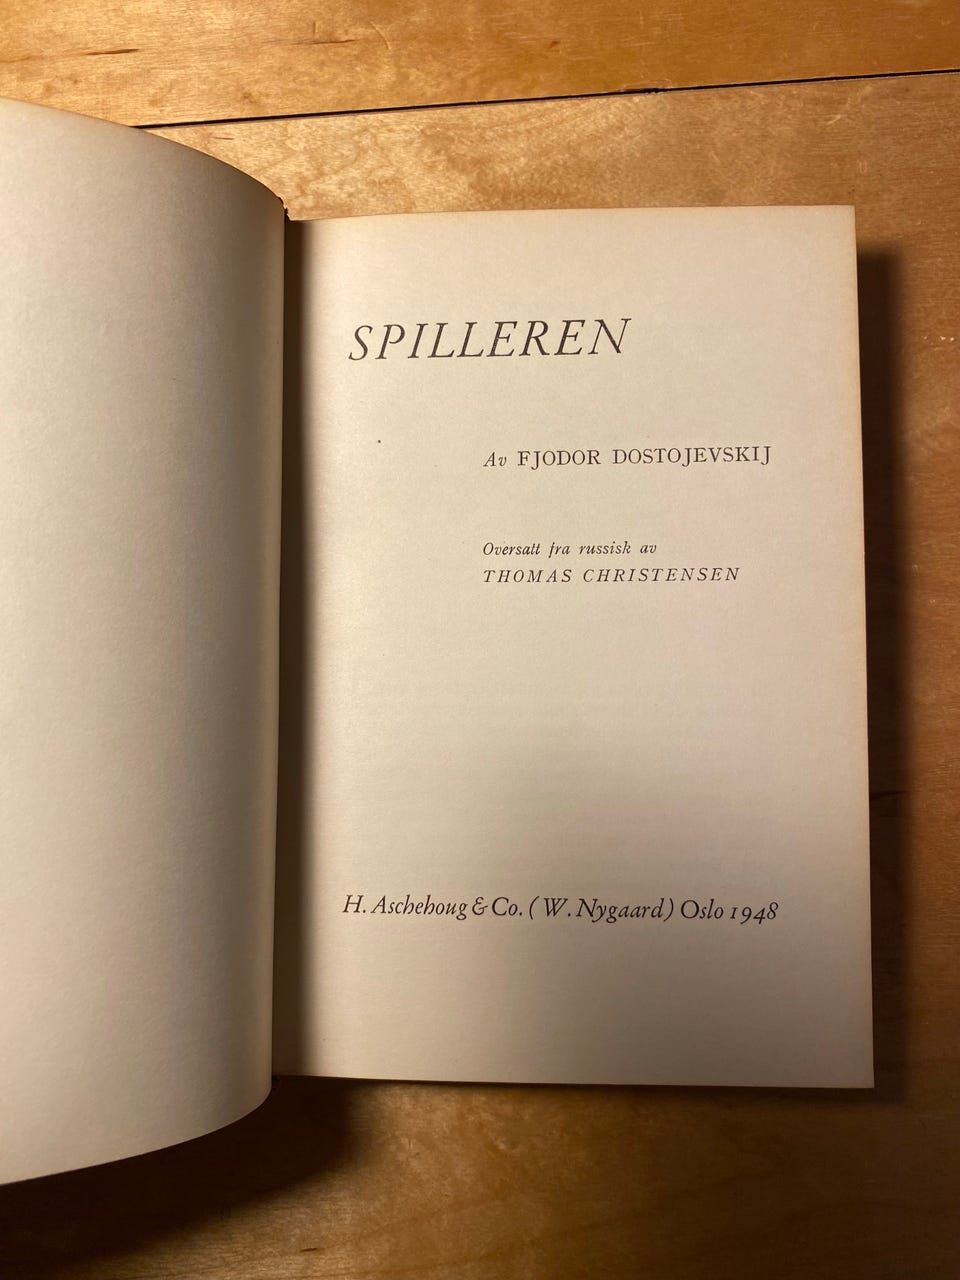 SPILLEREN
Av FJODOR DOSTOJEVSKIJ
Oversatt fra russisk av
THOMAS CHRISTENSEN
H. Aschehoug & Co. (W. Nygaard) Oslo 1948